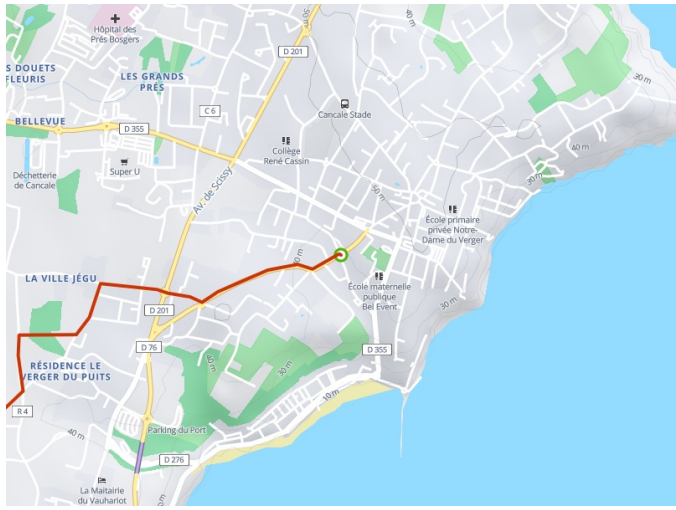 Hôpital des
Prés Bosgers
50 m
D 201
S DOUETS
FLEURIS
LES GRANDS
PRÉS
30 m
C 6
Cancale Stade
BELLEVUE
D 355
40 m
Collège
René Cassin
Super U
Déchetterie
de Cancale
30 m
Av. de Scissy
50 m
École primaire
privée Notre-
Dame du Verger
LA VILLE JÉGU
École maternelle
publique
Bel Event
30 m
D 201
D 76
D 355
40 m
30 m
RÉSIDENCE LE
VERGER DU PUITS
10 m
R 4
Parking du Port
40 m
D 276
La Maitairie
du Vauhariot